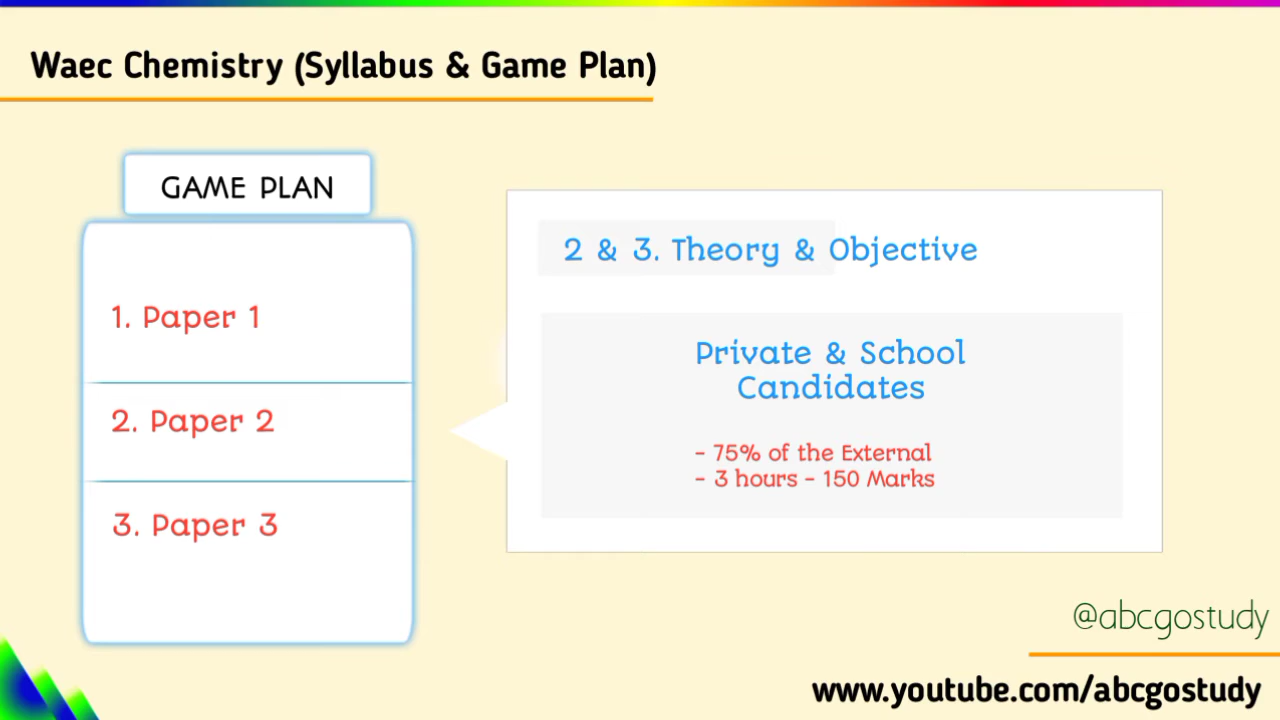 Waec Chemistry (Syllabus & Game Plan)
GAME PLAN
1. Paper 1
2. Paper 2
3. Paper 3
2 & 3. Theory & Objective
Private & School
Candidates
- 75% of the External
- 3 hours - 150 Marks
@abcgostudy
www.youtube.com/abcgostudy